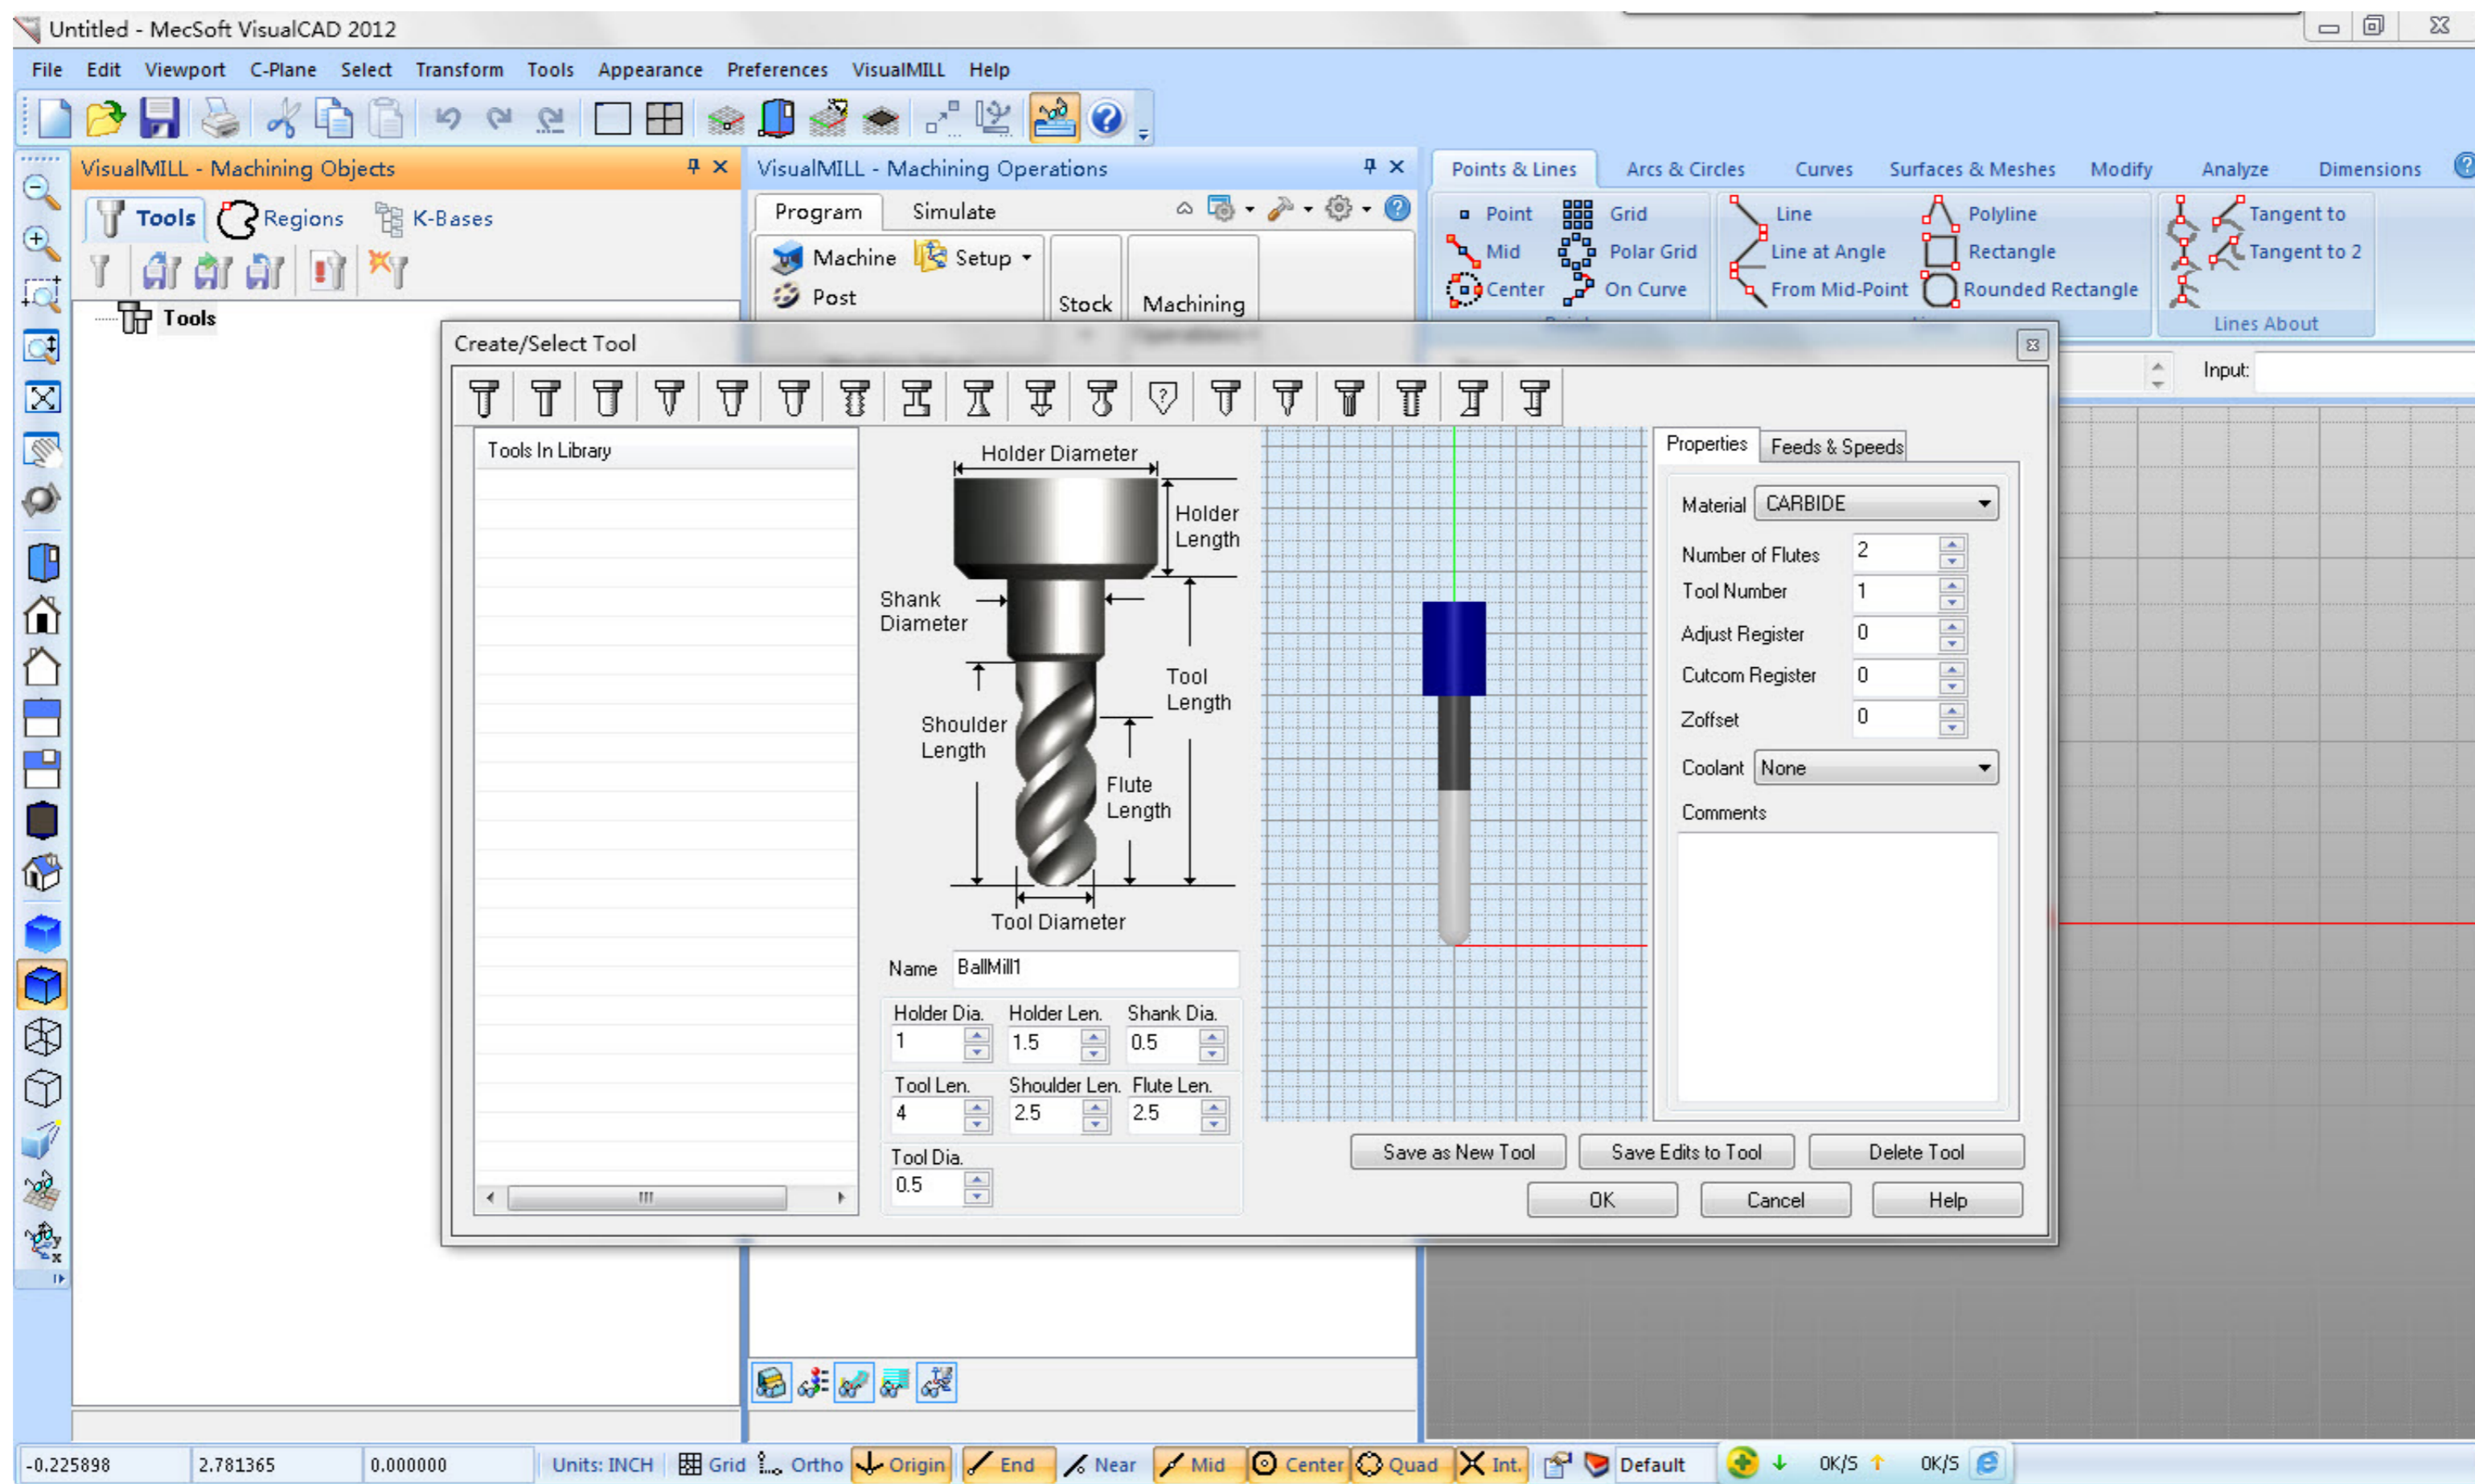 Untitled - MecSoft VisualCAD 2012
File Edit Viewport C-Plane Select Transform Tools Appearance Preferences VisualMILL Help
VisualMILL - Machining Objects
Tools Regions K-Bases
Tools
VisualMILL - Machining Operations
Program Simulate
Machine Setup
Post
Stock Machining
Points & Lines Arcs & Circles Curves Surfaces & Meshes Modify Analyze Dimensions
Point Grid Line Polyline Tangent to
Mid Polar Grid Line at Angle Rectangle Tangent to 2
Center On Curve From Mid-Point Rounded Rectangle
Lines About
Input:
Create/Select Tool
Tools In Library
Holder Diameter
Holder
Length
Shank
Diameter
Tool
Length
Shoulder
Length
Flute
Length
Tool Diameter
Name BallMill1
Holder Dia. Holder Len. Shank Dia.
1 1.5 0.5
Tool Len. Shoulder Len. Flute Len.
4 2.5 2.5
Tool Dia.
0.5
Properties Feeds & Speeds
Material CARBIDE
Number of Flutes 2
Tool Number 1
Adjust Register 0
Cutcom Register 0
Zoffset 0
Coolant None
Comments
Save as New Tool Save Edits to Tool Delete Tool
OK Cancel Help
-0.225898 2.781365 0.000000 Units: INCH Grid Ortho Origin End Near Mid Center Quad Int. Default 0K/S 0K/S